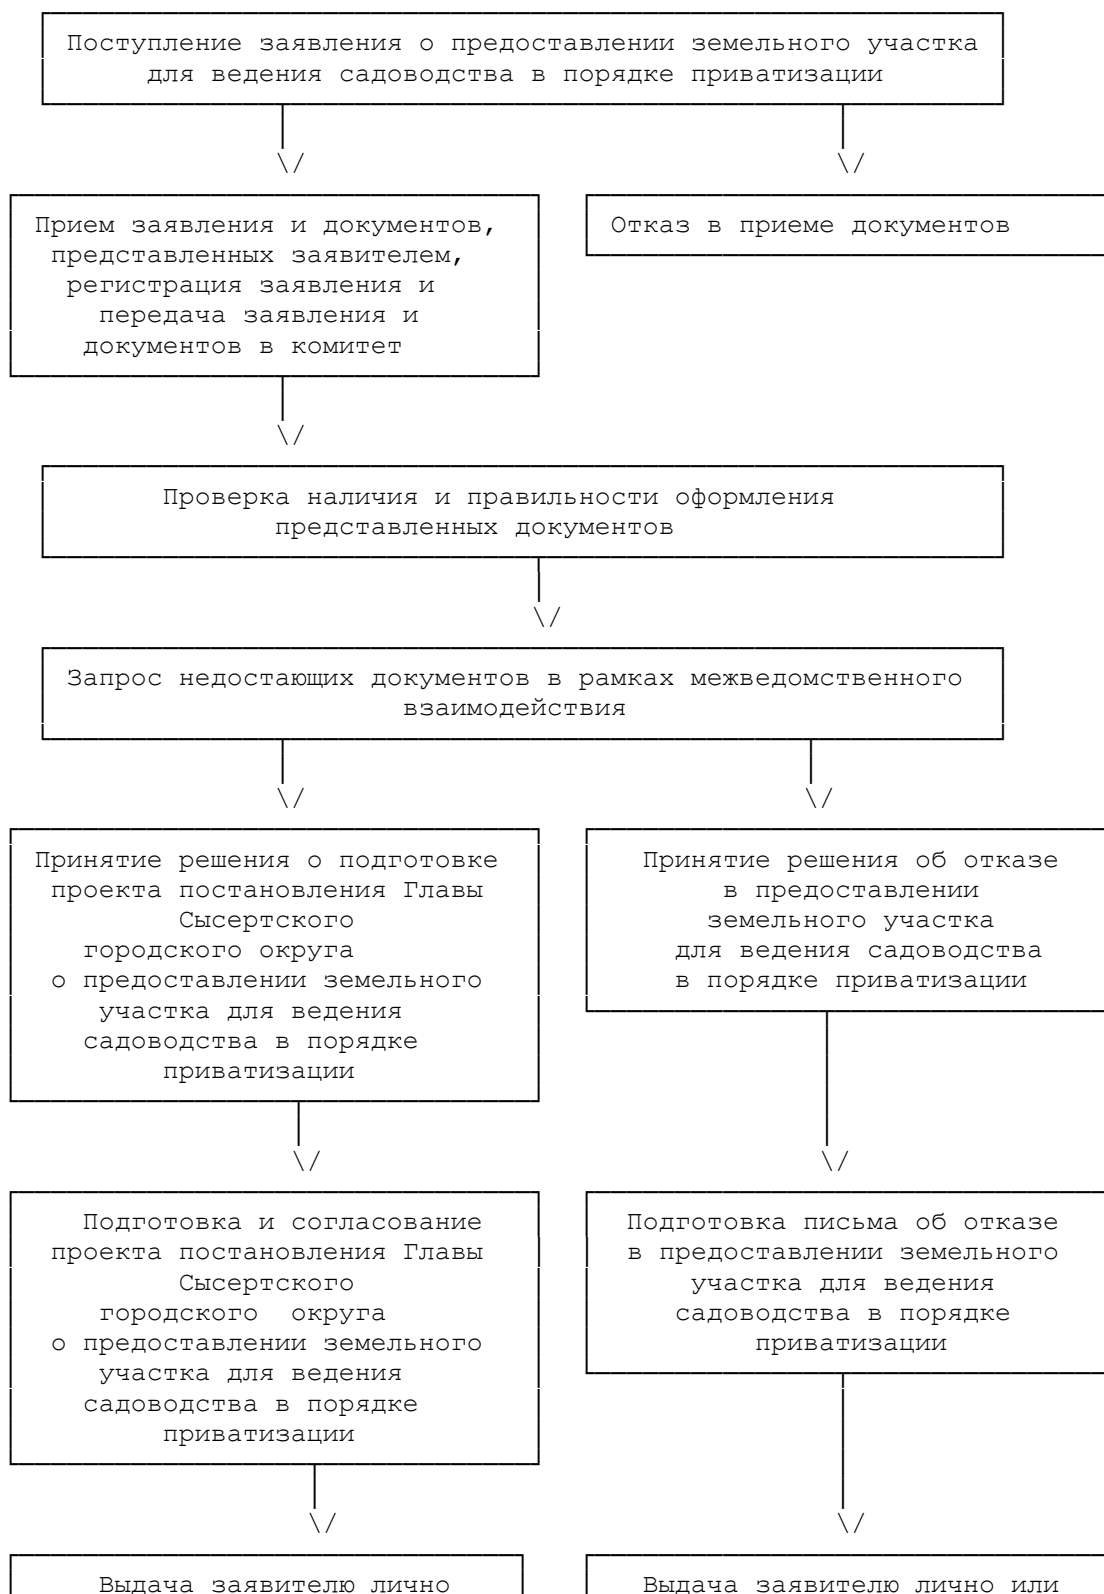 Поступление заявления о предоставлении земельного участка
для ведения садоводства в порядке приватизации
Прием заявления и документов,
представленных заявителем,
регистрация заявления и
передача заявления и
документов в комитет
Отказ в приеме документов
Проверка наличия и правильности оформления
представленных документов
Запрос недостающих документов в рамках межведомственного
взаимодействия
Принятие решения о подготовке
проекта постановления Главы
Сысертского
городского округа
о предоставлении земельного
участка для ведения
садоводства в порядке
приватизации
Принятие решения об отказе
в предоставлении
земельного участка
для ведения садоводства
в порядке приватизации
Подготовка и согласование
проекта постановления Главы
Сысертского
городского округа
о предоставлении земельного
участка для ведения
садоводства в порядке
приватизации
Подготовка письма об отказе
в предоставлении земельного
участка для ведения
садоводства в порядке
приватизации
Выдача заявителю лично
Выдача заявителю лично или